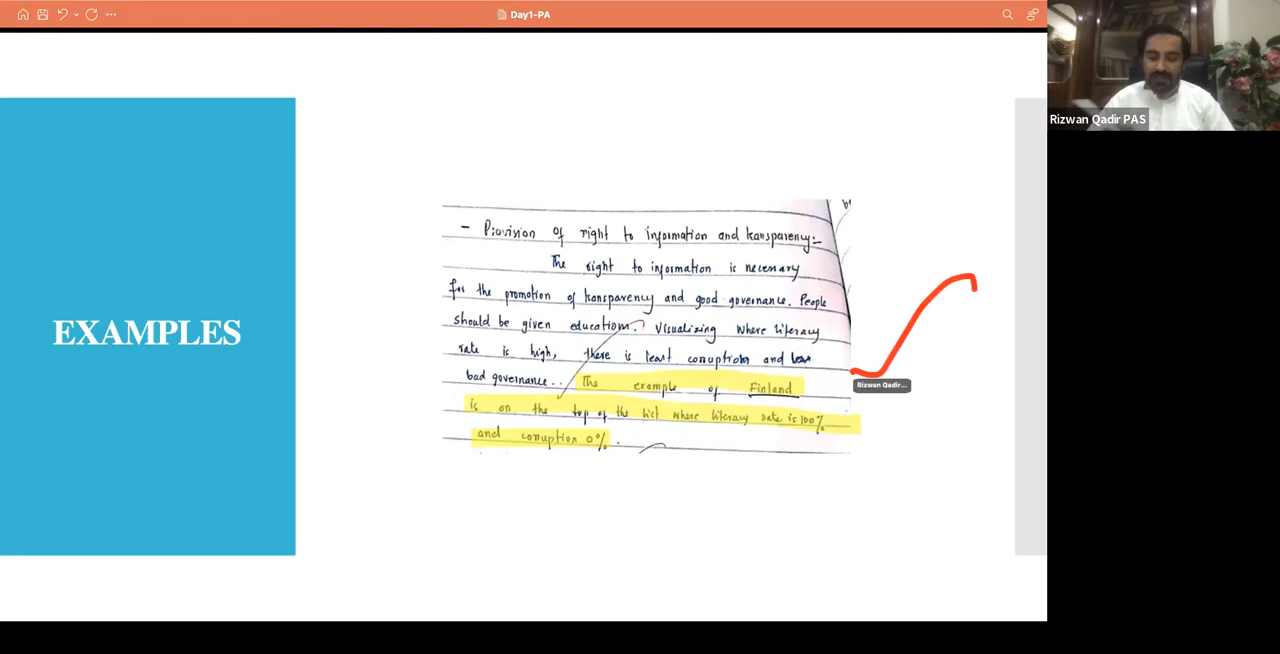 Day1-PA
Rizwan Qadir PAS
EXAMPLES
- Provision of right to information and transparency:-
The right to information is necessary
for the promotion of transparency and good governance. People
should be given education. Visualizing where literacy
rate is high, there is least corruption and less
bad governance.. The example of Finland
is on the top of the list where literacy rate is 100%
and corruption 0%.
Rizwan Qadir...